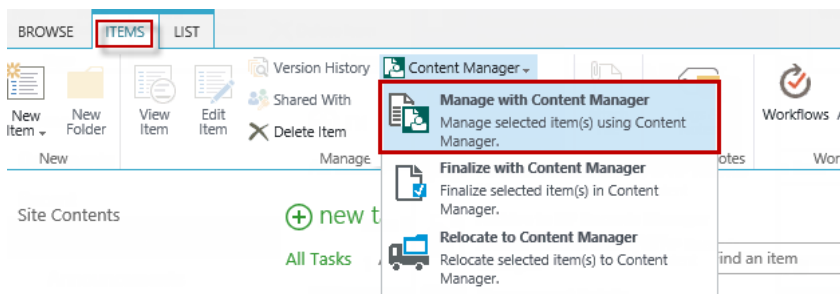 BROWSE ITEMS LIST
Version History Content Manager
Shared With
Delete Item
New Item
New Folder
View Item
Edit Item
New
Manage
Manage with Content Manager
Manage selected item(s) using Content
Manager.
Finalize with Content Manager
Finalize selected item(s) in Content
Manager.
Relocate to Content Manager
Relocate selected item(s) to Content
Manager.
Workflows
otes
Wor
Site Contents
new t
All Tasks
ind an item